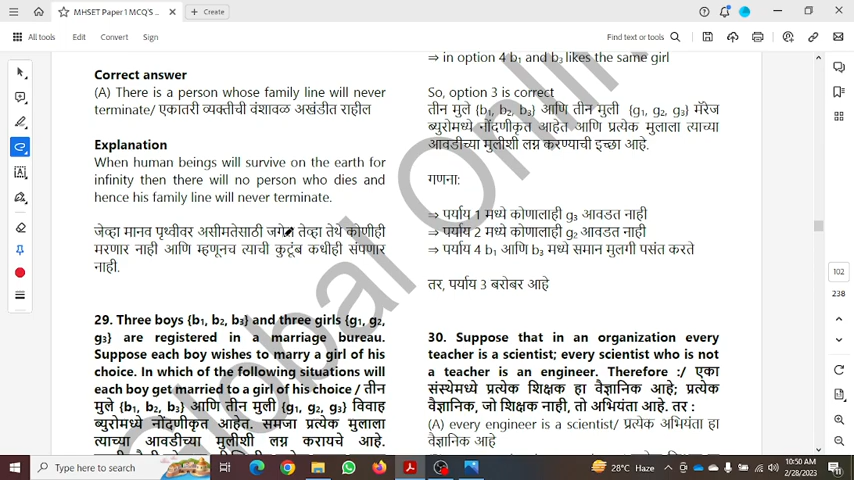 MHSET Paper 1 MCQ'S ...
Create
All tools
Edit
Convert
Sign
Find text or tools
Correct answer
(A) There is a person whose family line will never
terminate/ एकातरी व्यक्तीची वंशावळ अखंडीत राहील
Explanation
When human beings will survive on the earth for
infinity then there will no person who dies and
hence his family line will never terminate.
जेव्हा मानव पृथ्वीवर असीमतेसाठी जगेल तेव्हा तेथे कोणीही
मरणार नाही आणि म्हणूनच त्याची कुटूंब कधीही संपणार
नाही.
29. Three boys {b₁, b₂, b₃} and three girls {g₁, g₂,
g₃} are registered in a marriage bureau.
Suppose each boy wishes to marry a girl of his
choice. In which of the following situations will
each boy get married to a girl of his choice / तीन
मुले {b₁, b₂, b₃} आणि तीन मुली {g₁, g₂, g₃} विवाह
ब्युरोमध्ये नोंदणीकृत आहेत. समजा प्रत्येक मुलाला
त्याच्या आवडीच्या मुलीशी लग्न करायचे आहे.
⇒ in option 4 b₁ and b₃ likes the same girl
So, option 3 is correct
तीन मुले {b₁, b₂, b₃} आणि तीन मुली {g₁, g₂, g₃} मॅरेज
ब्युरोमध्ये नोंदणीकृत आहेत आणि प्रत्येक मुलाला त्याच्या
आवडीच्या मुलीशी लग्न करण्याची इच्छा आहे.
गणना:
⇒ पर्याय 1 मध्ये कोणालाही g₃ आवडत नाही
⇒ पर्याय 2 मध्ये कोणालाही g₂ आवडत नाही
⇒ पर्याय 4 b₁ आणि b₃ मध्ये समान मुलगी पसंत करते
तर, पर्याय 3 बरोबर आहे
30. Suppose that in an organization every
teacher is a scientist; every scientist who is not
a teacher is an engineer. Therefore :/ एका
संस्थेमध्ये प्रत्येक शिक्षक हा वैज्ञानिक आहे; प्रत्येक
वैज्ञानिक, जो शिक्षक नाही, तो अभियंता आहे. तर :
(A) every engineer is a scientist/ प्रत्येक अभियंता हा
वैज्ञानिक आहे
Global Online
102
238
Type here to search
28°C Haze
10:50 AM
2/28/2023